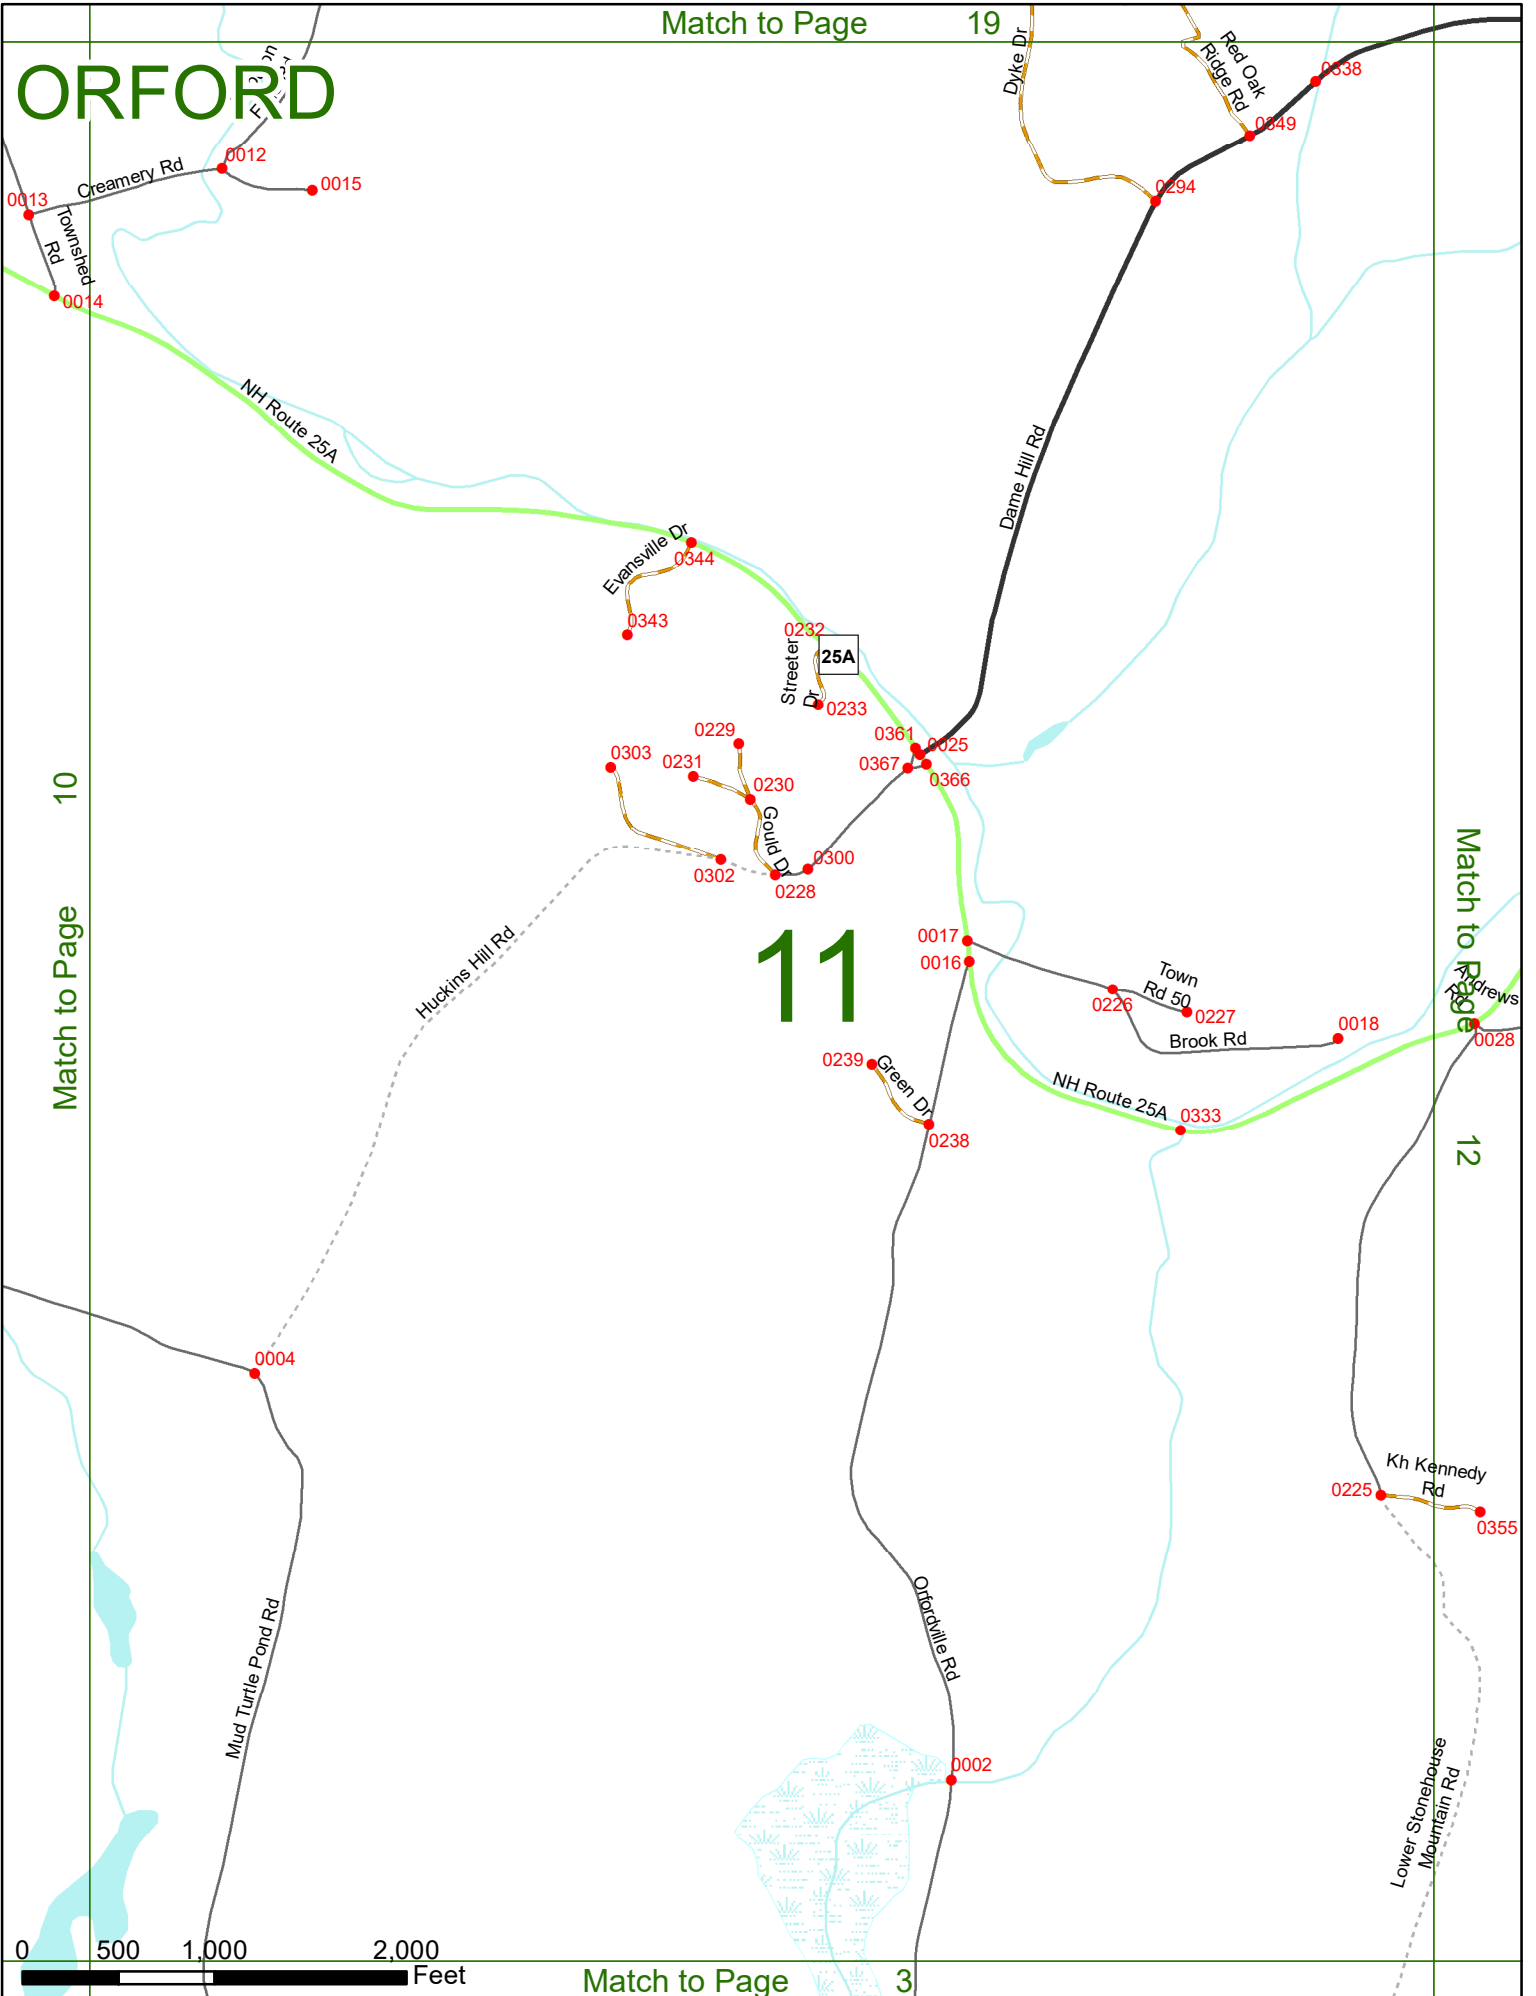 Match to Page 19
ORFORD
Dyke Dr
Red Oak
Ridge Rd
0338
0349
0012
Creamery Rd
0015
0013
0294
Townshed
Rd
0014
NH Route 25A
Dame Hill Rd
Evansville Dr
0344
0343
0232
25A
Streeter
Dr
0233
0229
0361
0025
0303
0231
0367
0366
0230
Gould Dr
0300
0302
0228
10
Match to Page
Match to Page
12
11
Huckins Hill Rd
0017
0016
Town
Rd 50
0226
0227
Andrews
Rd
0018
Brook Rd
0028
0239
Green Dr
NH Route 25A
0333
0238
0004
Kh Kennedy
Rd
0225
0355
Orfordville Rd
Mud Turtle Pond Rd
0002
Lower Stonehouse
Mountain Rd
0 500 1,000 2,000
Feet
Match to Page 3